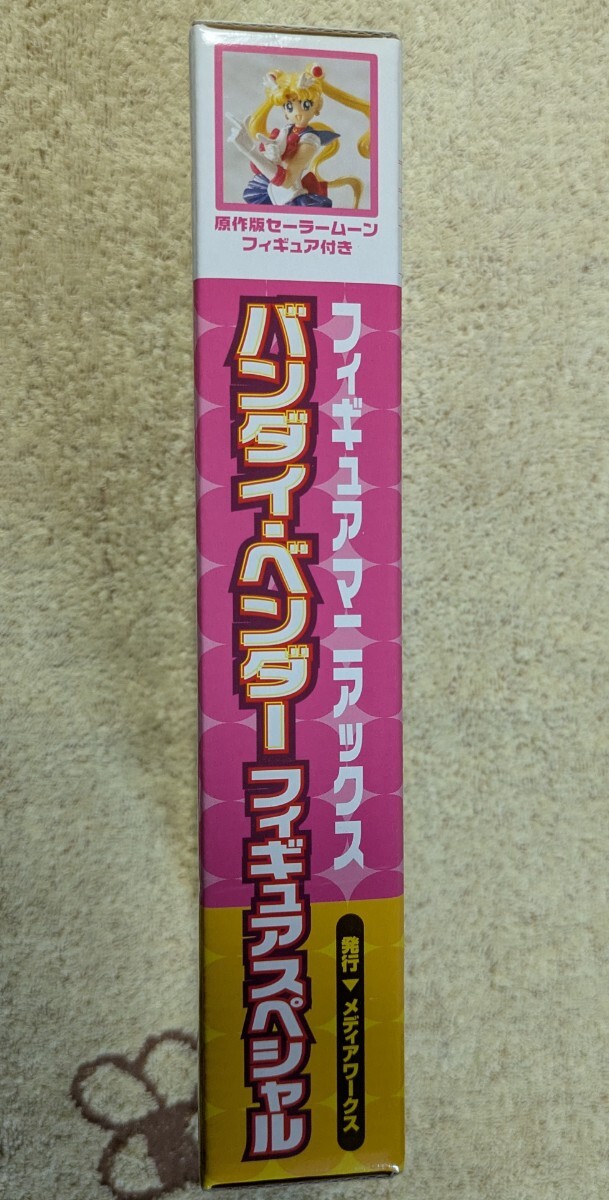 原作版セーラームーン
フィギュア付き
フィギュアマニアックス
バンダイ・ベンダーフィギュアスペシャル
発行▼メディアワークス